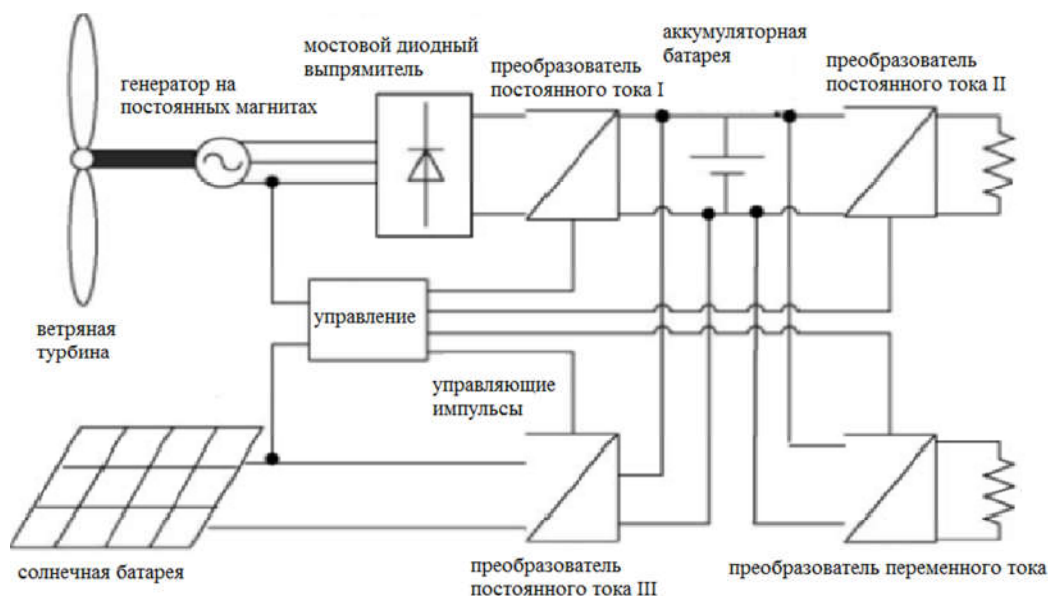 генератор на
постоянных магнитах
мостовой диодный
выпрямитель
преобразователь
постоянного тока I
аккумуляторная
батарея
преобразователь
постоянного тока II
ветряная
турбина
управление
управляющие
импульсы
солнечная батарея
преобразователь
постоянного тока III
преобразователь переменного тока